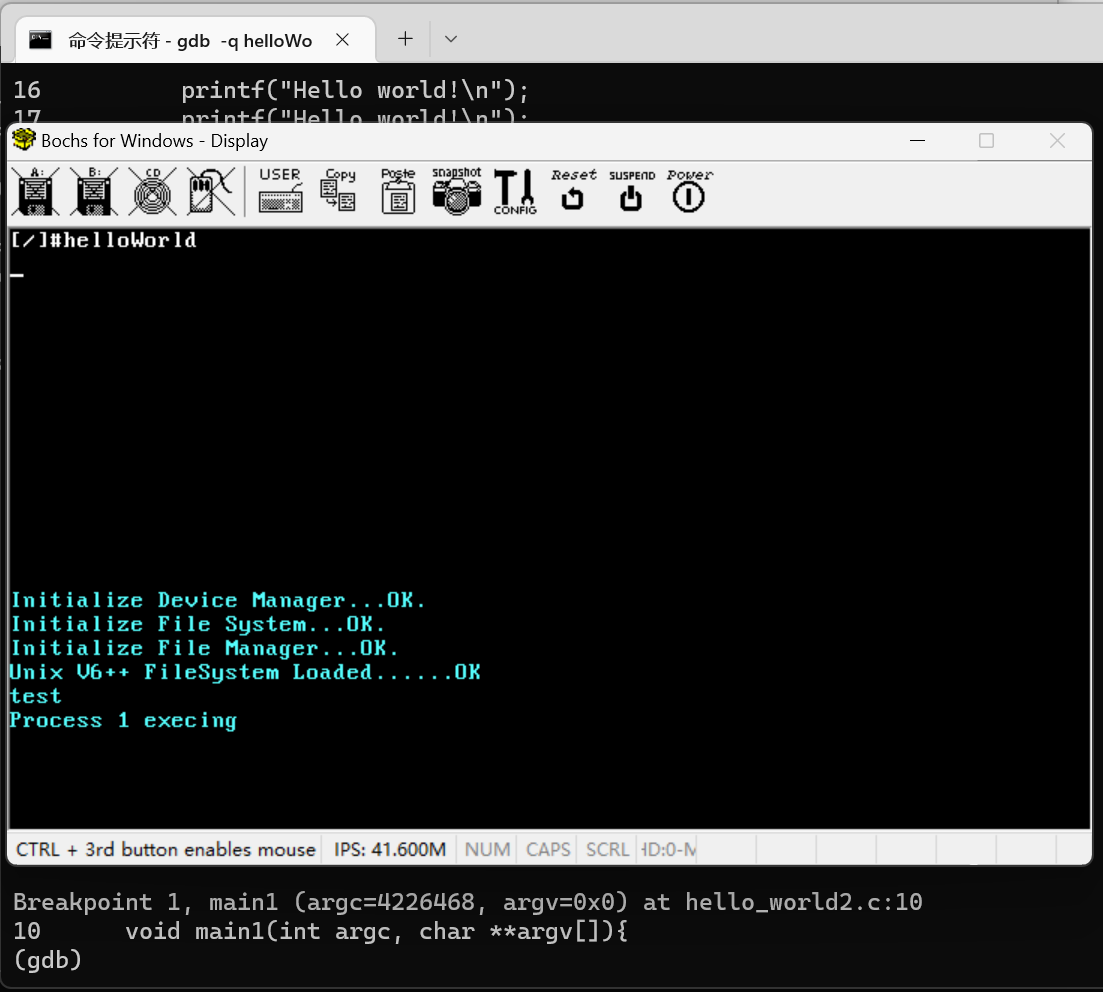 命令提示符 - gdb  -q helloWo
16          printf("Hello world!\n");
17          printf("Hello world!\n");
Bochs for Windows - Display
A: B: CD USER Copy Paste snapshot CONFIG Reset SUSPEND Power
[/]#helloWorld
Initialize Device Manager...OK.
Initialize File System...OK.
Initialize File Manager...OK.
Unix V6++ FileSystem Loaded......OK
test
Process 1 execing
CTRL + 3rd button enables mouse IPS: 41.600M NUM CAPS SCRL HD:0-M
Breakpoint 1, main1 (argc=4226468, argv=0x0) at hello_world2.c:10
10      void main1(int argc, char **argv[]){
(gdb)